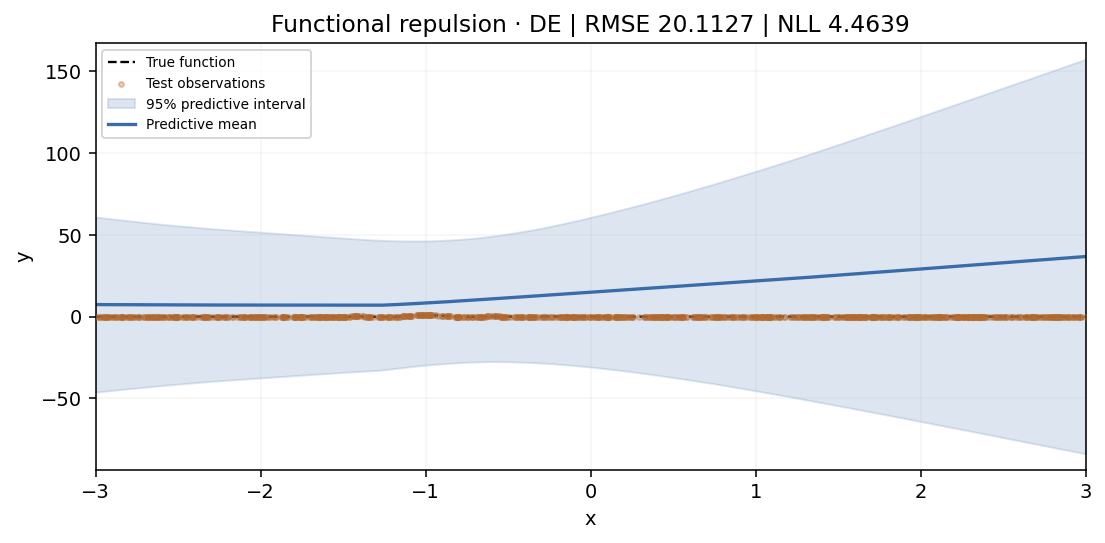 Functional repulsion · DE | RMSE 20.1127 | NLL 4.4639
True function
Test observations
95% predictive interval
Predictive mean
150
100
50
0
−50
y
−3
−2
−1
0
1
2
3
x